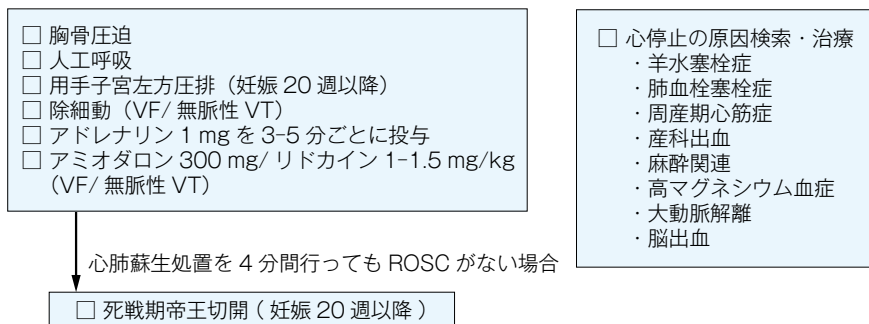 □ 胸骨圧迫
□ 人工呼吸
□ 用手子宮左方圧排（妊娠 20 週以降）
□ 除細動（VF/ 無脈性 VT）
□ アドレナリン 1 mg を 3-5 分ごとに投与
□ アミオダロン 300 mg/ リドカイン 1-1.5 mg/kg
（VF/ 無脈性 VT）
心肺蘇生処置を 4 分間行っても ROSC がない場合
□ 死戦期帝王切開 ( 妊娠 20 週以降 )
□ 心停止の原因検索・治療
・羊水塞栓症
・肺血栓塞栓症
・周産期心筋症
・産科出血
・麻酔関連
・高マグネシウム血症
・大動脈解離
・脳出血